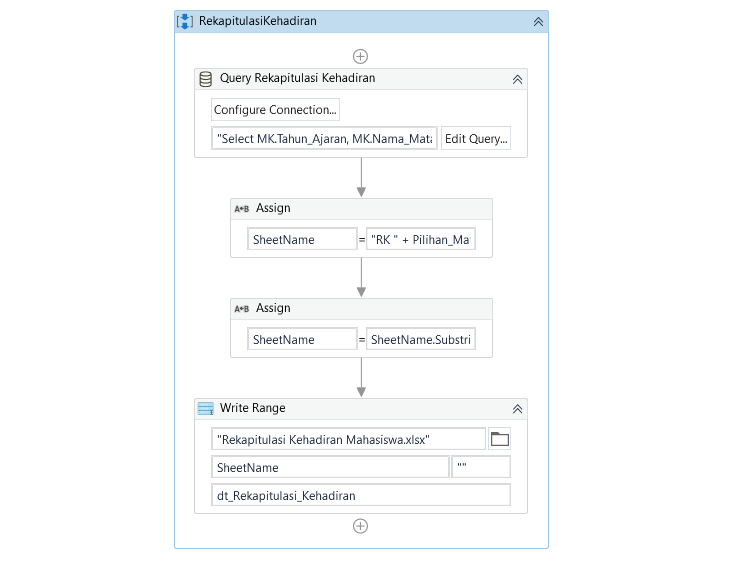 RekapitulasiKehadiran
Query Rekapitulasi Kehadiran
Configure Connection...
"Select MK.Tahun_Ajaran, MK.Nama_Mata
Edit Query...
A*B Assign
SheetName = "RK " + Pilihan_Ma
A*B Assign
SheetName = SheetName.Substri
Write Range
"Rekapitulasi Kehadiran Mahasiswa.xlsx"
SheetName ""
dt_Rekapitulasi_Kehadiran